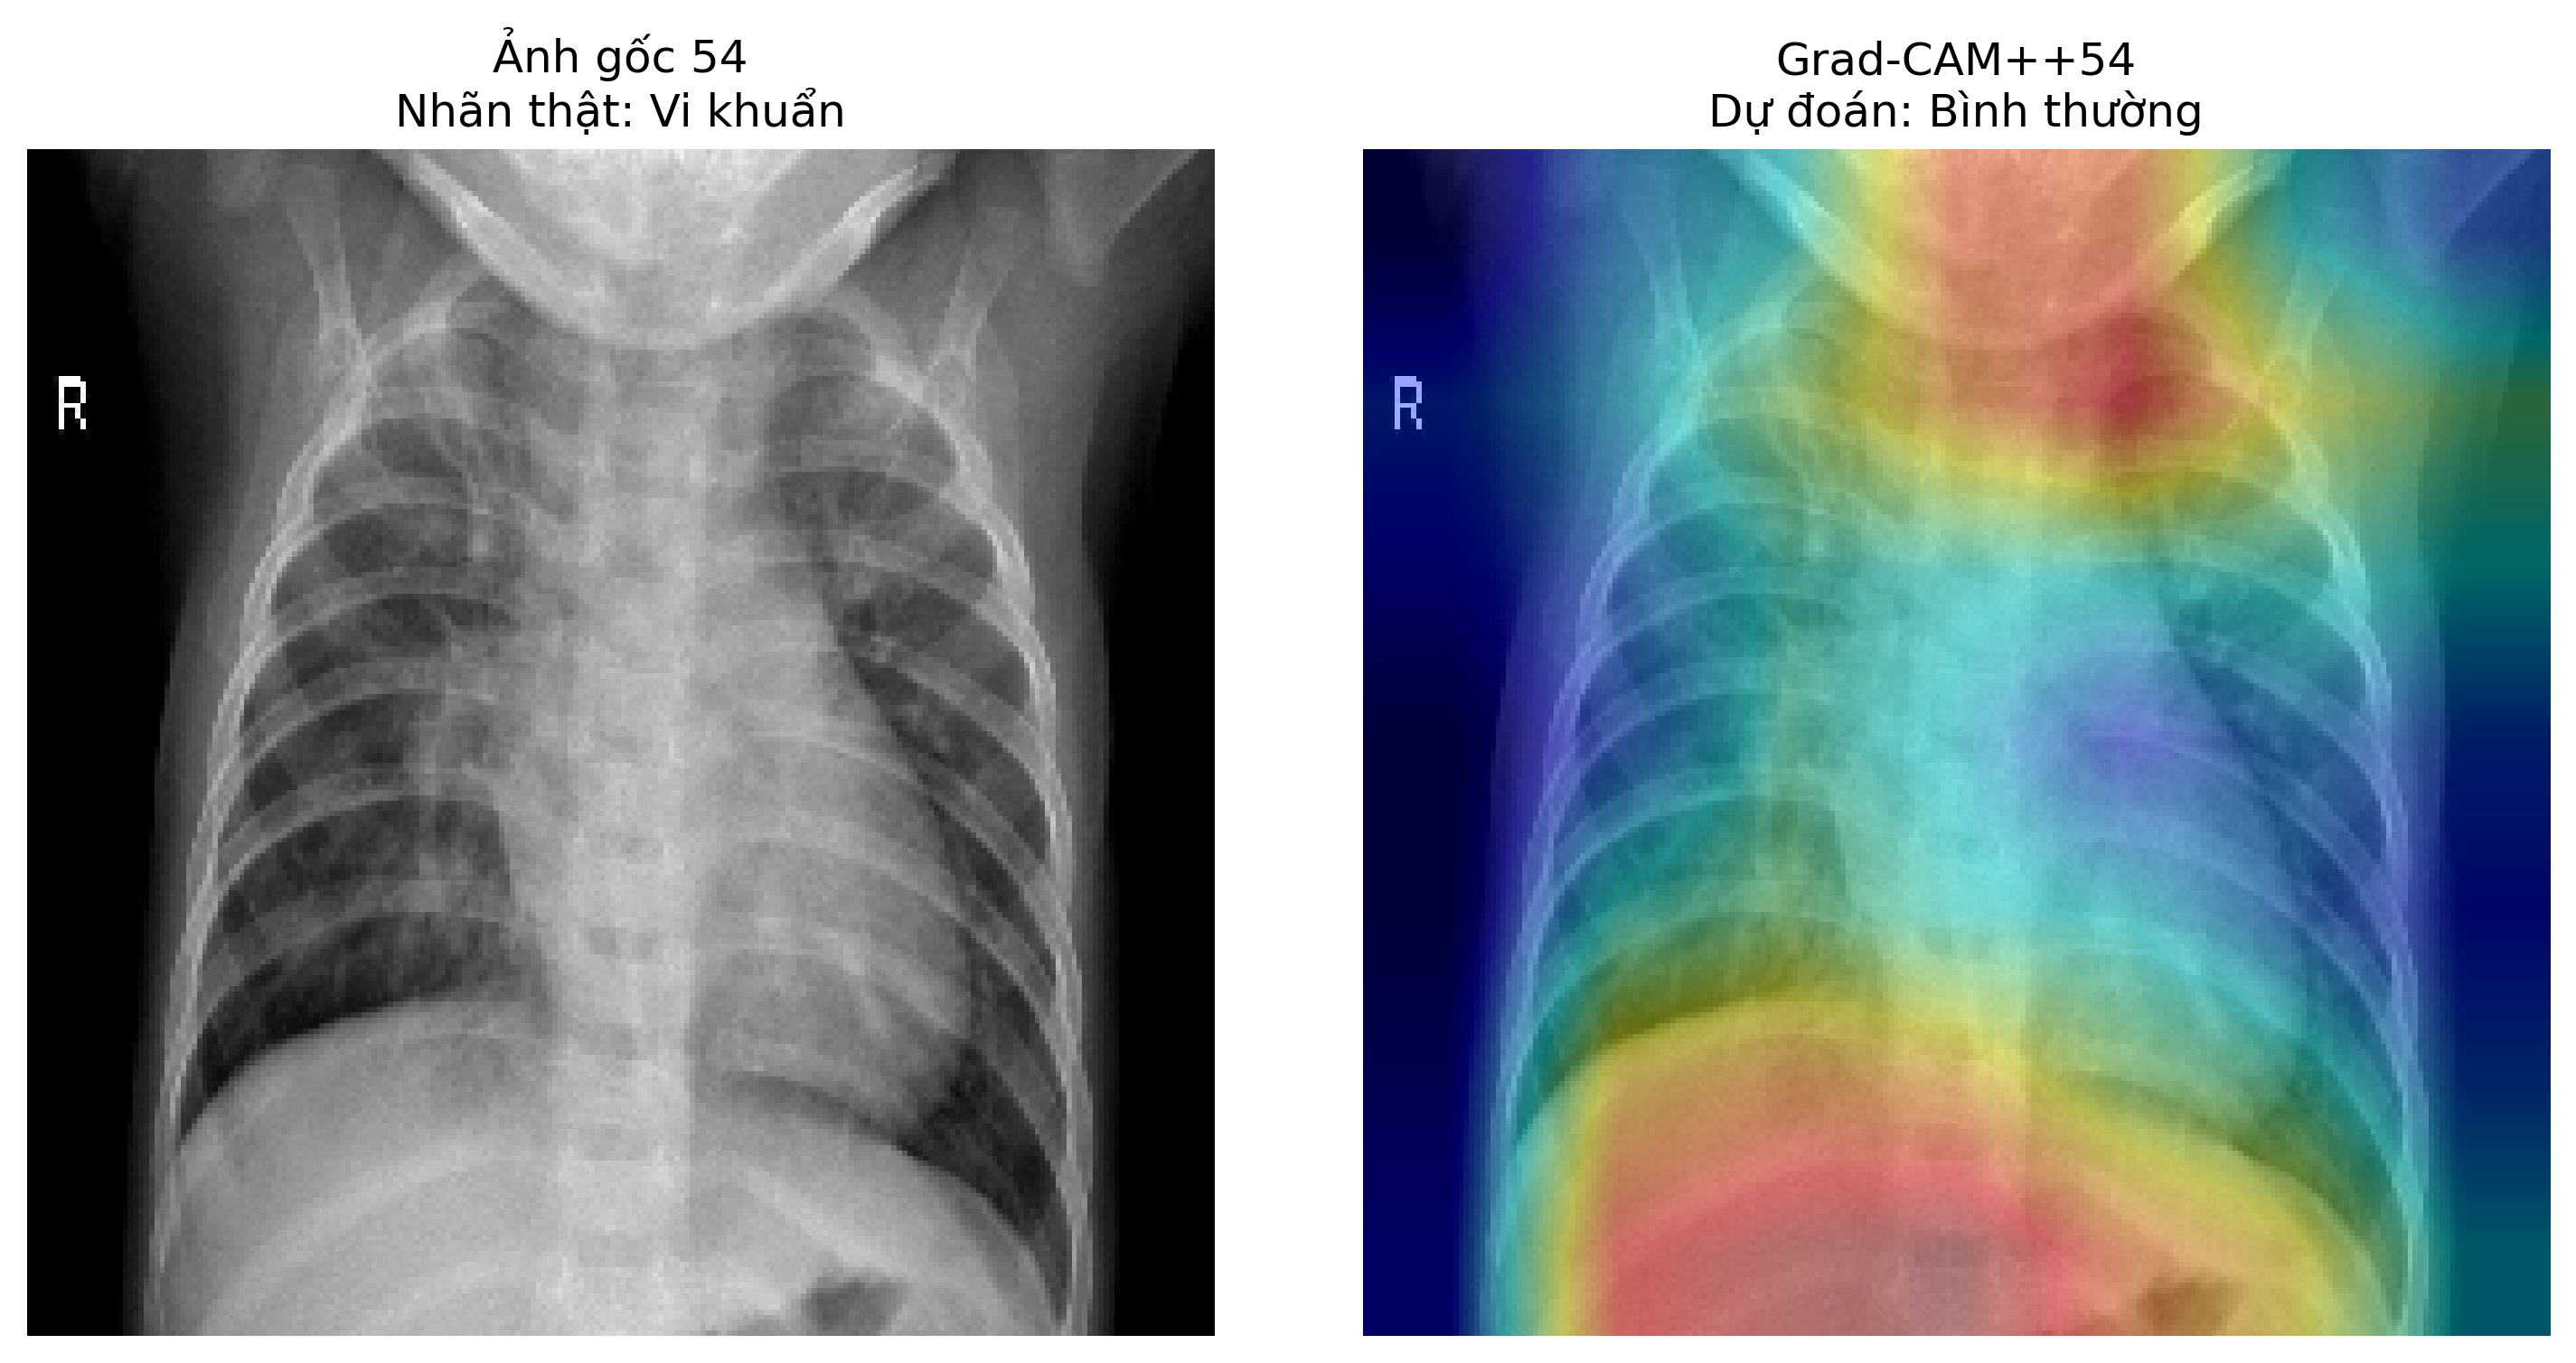 Ảnh gốc 54
Nhãn thật: Vi khuẩn
Grad-CAM++54
Dự đoán: Bình thường
R
R